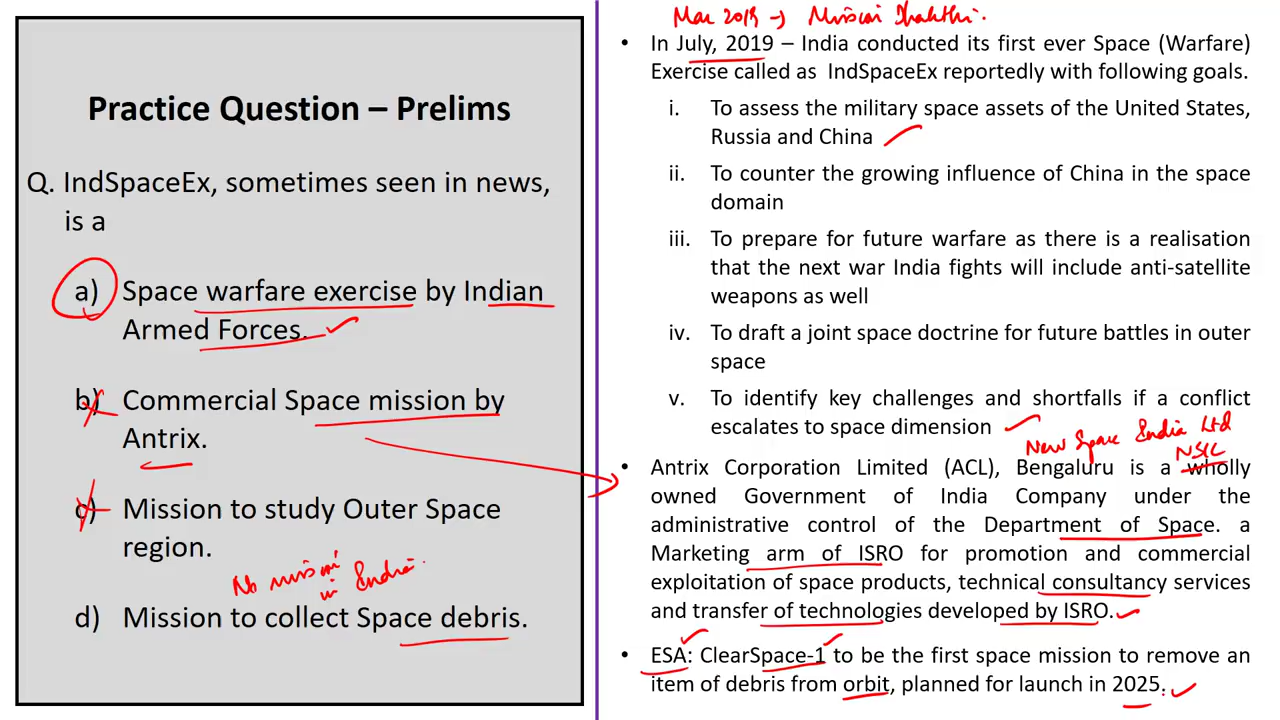 Practice Question – Prelims
Q. IndSpaceEx, sometimes seen in news,
is a
a) Space warfare exercise by Indian
Armed Forces.
b) Commercial Space mission by
Antrix.
c) Mission to study Outer Space
region.
No mission in India.
d) Mission to collect Space debris.
Mar 2019 → Mission Shakthi.
• In July, 2019 – India conducted its first ever Space (Warfare)
Exercise called as IndSpaceEx reportedly with following goals.
i. To assess the military space assets of the United States,
Russia and China
ii. To counter the growing influence of China in the space
domain
iii. To prepare for future warfare as there is a realisation
that the next war India fights will include anti-satellite
weapons as well
iv. To draft a joint space doctrine for future battles in outer
space
v. To identify key challenges and shortfalls if a conflict
escalates to space dimension
New Space India Ltd
NSIL
• Antrix Corporation Limited (ACL), Bengaluru is a wholly
owned Government of India Company under the
administrative control of the Department of Space. a
Marketing arm of ISRO for promotion and commercial
exploitation of space products, technical consultancy services
and transfer of technologies developed by ISRO.
• ESA: ClearSpace-1 to be the first space mission to remove an
item of debris from orbit, planned for launch in 2025.